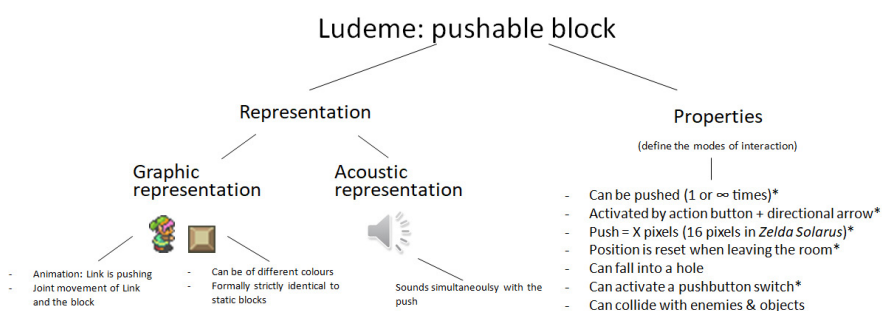 Ludeme: pushable block
Representation
Properties
(define the modes of interaction)
Graphic
representation
Acoustic
representation
- Animation: Link is pushing
- Joint movement of Link
and the block
- Can be of different colours
- Formally strictly identical to
static blocks
Sounds simultaneoulsy with the
push
- Can be pushed (1 or ∞ times)*
- Activated by action button + directional arrow*
- Push = X pixels (16 pixels in Zelda Solarus)*
- Position is reset when leaving the room*
- Can fall into a hole
- Can activate a pushbutton switch*
- Can collide with enemies & objects